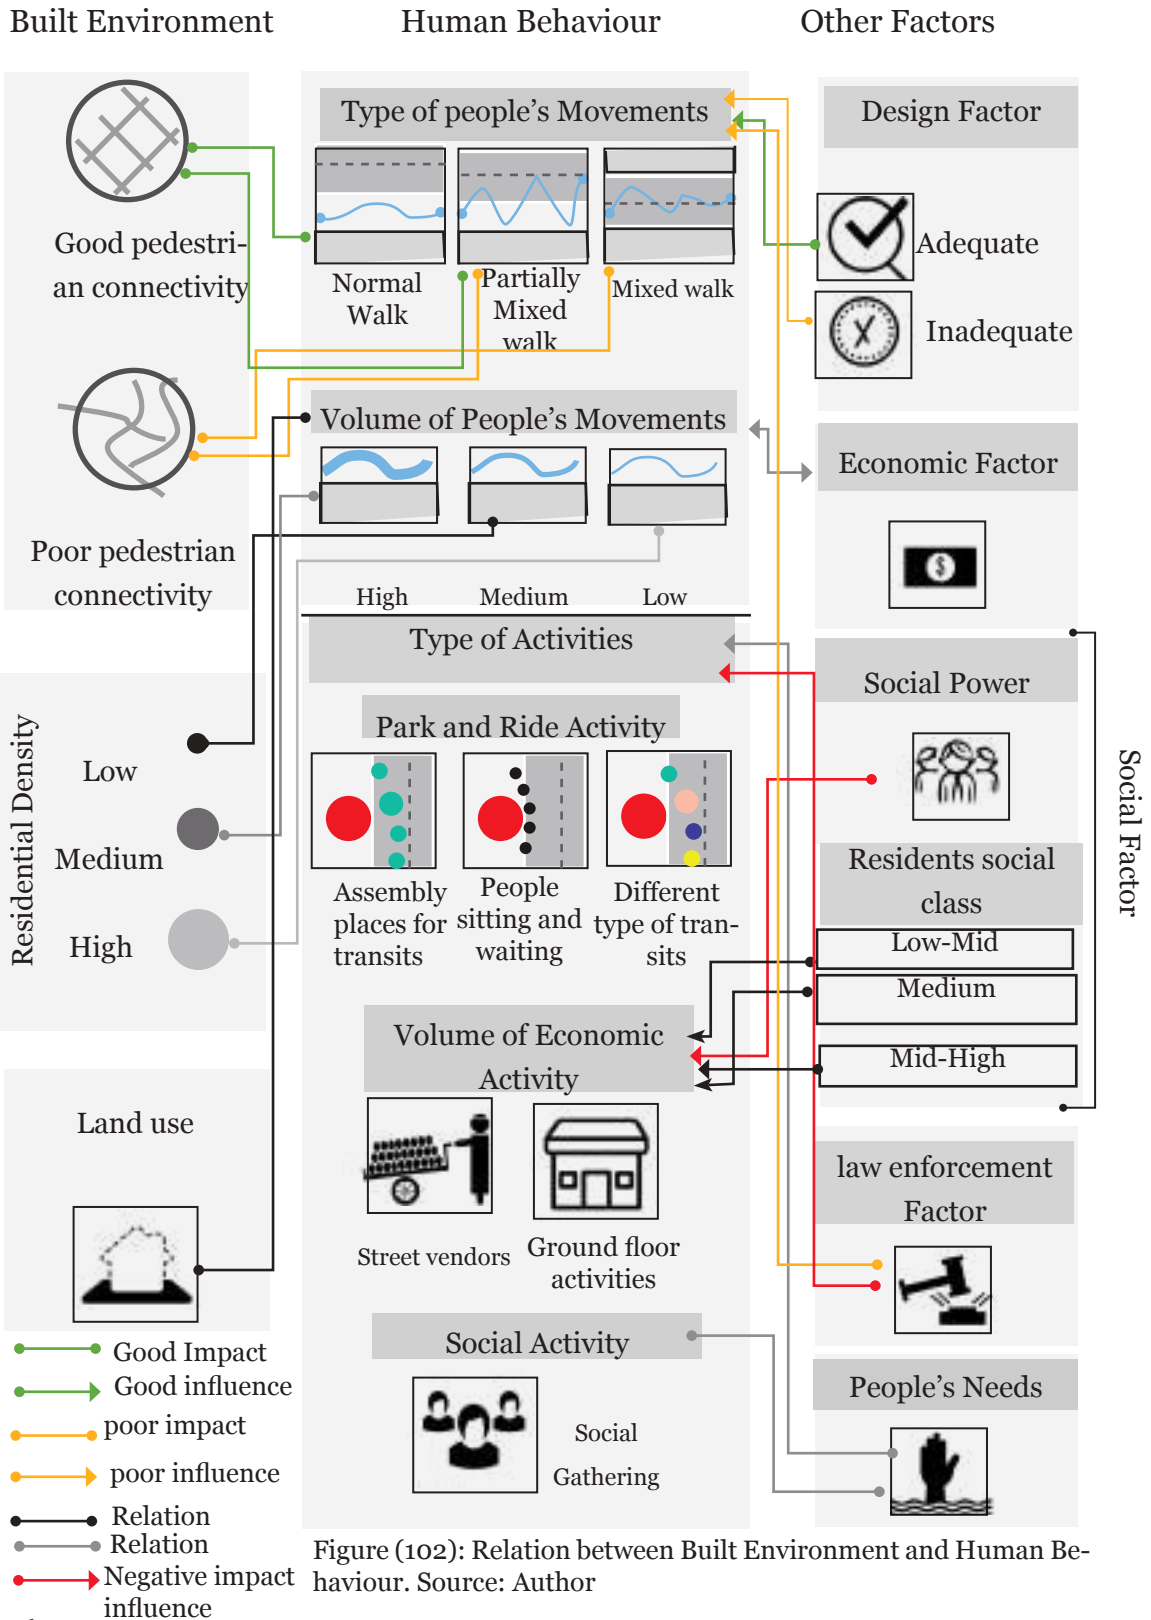 Built Environment
Human Behaviour
Other Factors
Good pedestri-
an connectivity
Poor pedestrian
connectivity
Residential Density
Low
Medium
High
Land use
Good Impact
Good influence
poor impact
poor influence
Relation
Relation
Negative impact
influence
Type of people's Movements
Normal
Walk
Partially
Mixed
walk
Mixed walk
Volume of People's Movements
High
Medium
Low
Type of Activities
Park and Ride Activity
Assembly
places for
transits
People
sitting and
waiting
Different
type of tran-
sits
Volume of Economic
Activity
Street vendors
Ground floor
activities
Social Activity
Social
Gathering
Design Factor
Adequate
Inadequate
Economic Factor
$
Social Power
Residents social
class
Low-Mid
Medium
Mid-High
Social Factor
law enforcement
Factor
People's Needs
Figure (102): Relation between Built Environment and Human Be-
haviour. Source: Author